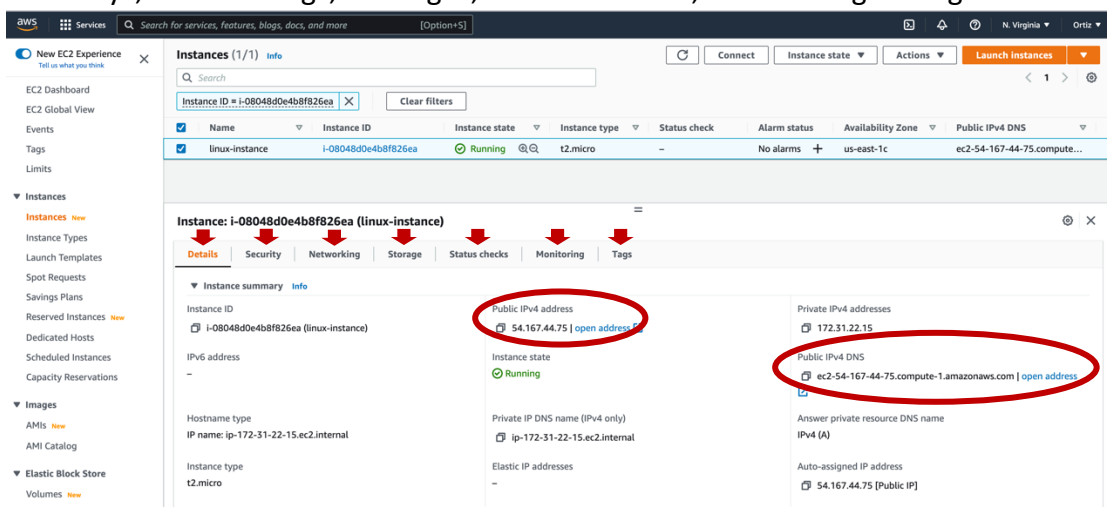 aws Services Search for services, features, blogs, docs, and more [Option+S] N. Virginia ▼ Ortiz ▼
New EC2 Experience
Tell us what you think
EC2 Dashboard
EC2 Global View
Events
Tags
Limits
▼ Instances
Instances New
Instance Types
Launch Templates
Spot Requests
Savings Plans
Reserved Instances New
Dedicated Hosts
Scheduled Instances
Capacity Reservations
▼ Images
AMIs New
AMI Catalog
▼ Elastic Block Store
Volumes New
Instances (1/1) Info Connect Instance state ▼ Actions ▼ Launch instances ▼
Search < 1 >
Instance ID = i-08048d0e4b8f826ea X Clear filters
Name Instance ID Instance state Instance type Status check Alarm status Availability Zone Public IPv4 DNS
linux-instance i-08048d0e4b8f826ea Running t2.micro – No alarms + us-east-1c ec2-54-167-44-75.compute...
Instance: i-08048d0e4b8f826ea (linux-instance)
Details Security Networking Storage Status checks Monitoring Tags
▼ Instance summary Info
Instance ID Public IPv4 address Private IPv4 addresses
i-08048d0e4b8f826ea (linux-instance) 54.167.44.75 | open address 172.31.22.15
IPv6 address Instance state Public IPv4 DNS
– Running ec2-54-167-44-75.compute-1.amazonaws.com | open address
Hostname type Private IP DNS name (IPv4 only) Answer private resource DNS name
IP name: ip-172-31-22-15.ec2.internal ip-172-31-22-15.ec2.internal IPv4 (A)
Instance type Elastic IP addresses Auto-assigned IP address
t2.micro – 54.167.44.75 [Public IP]